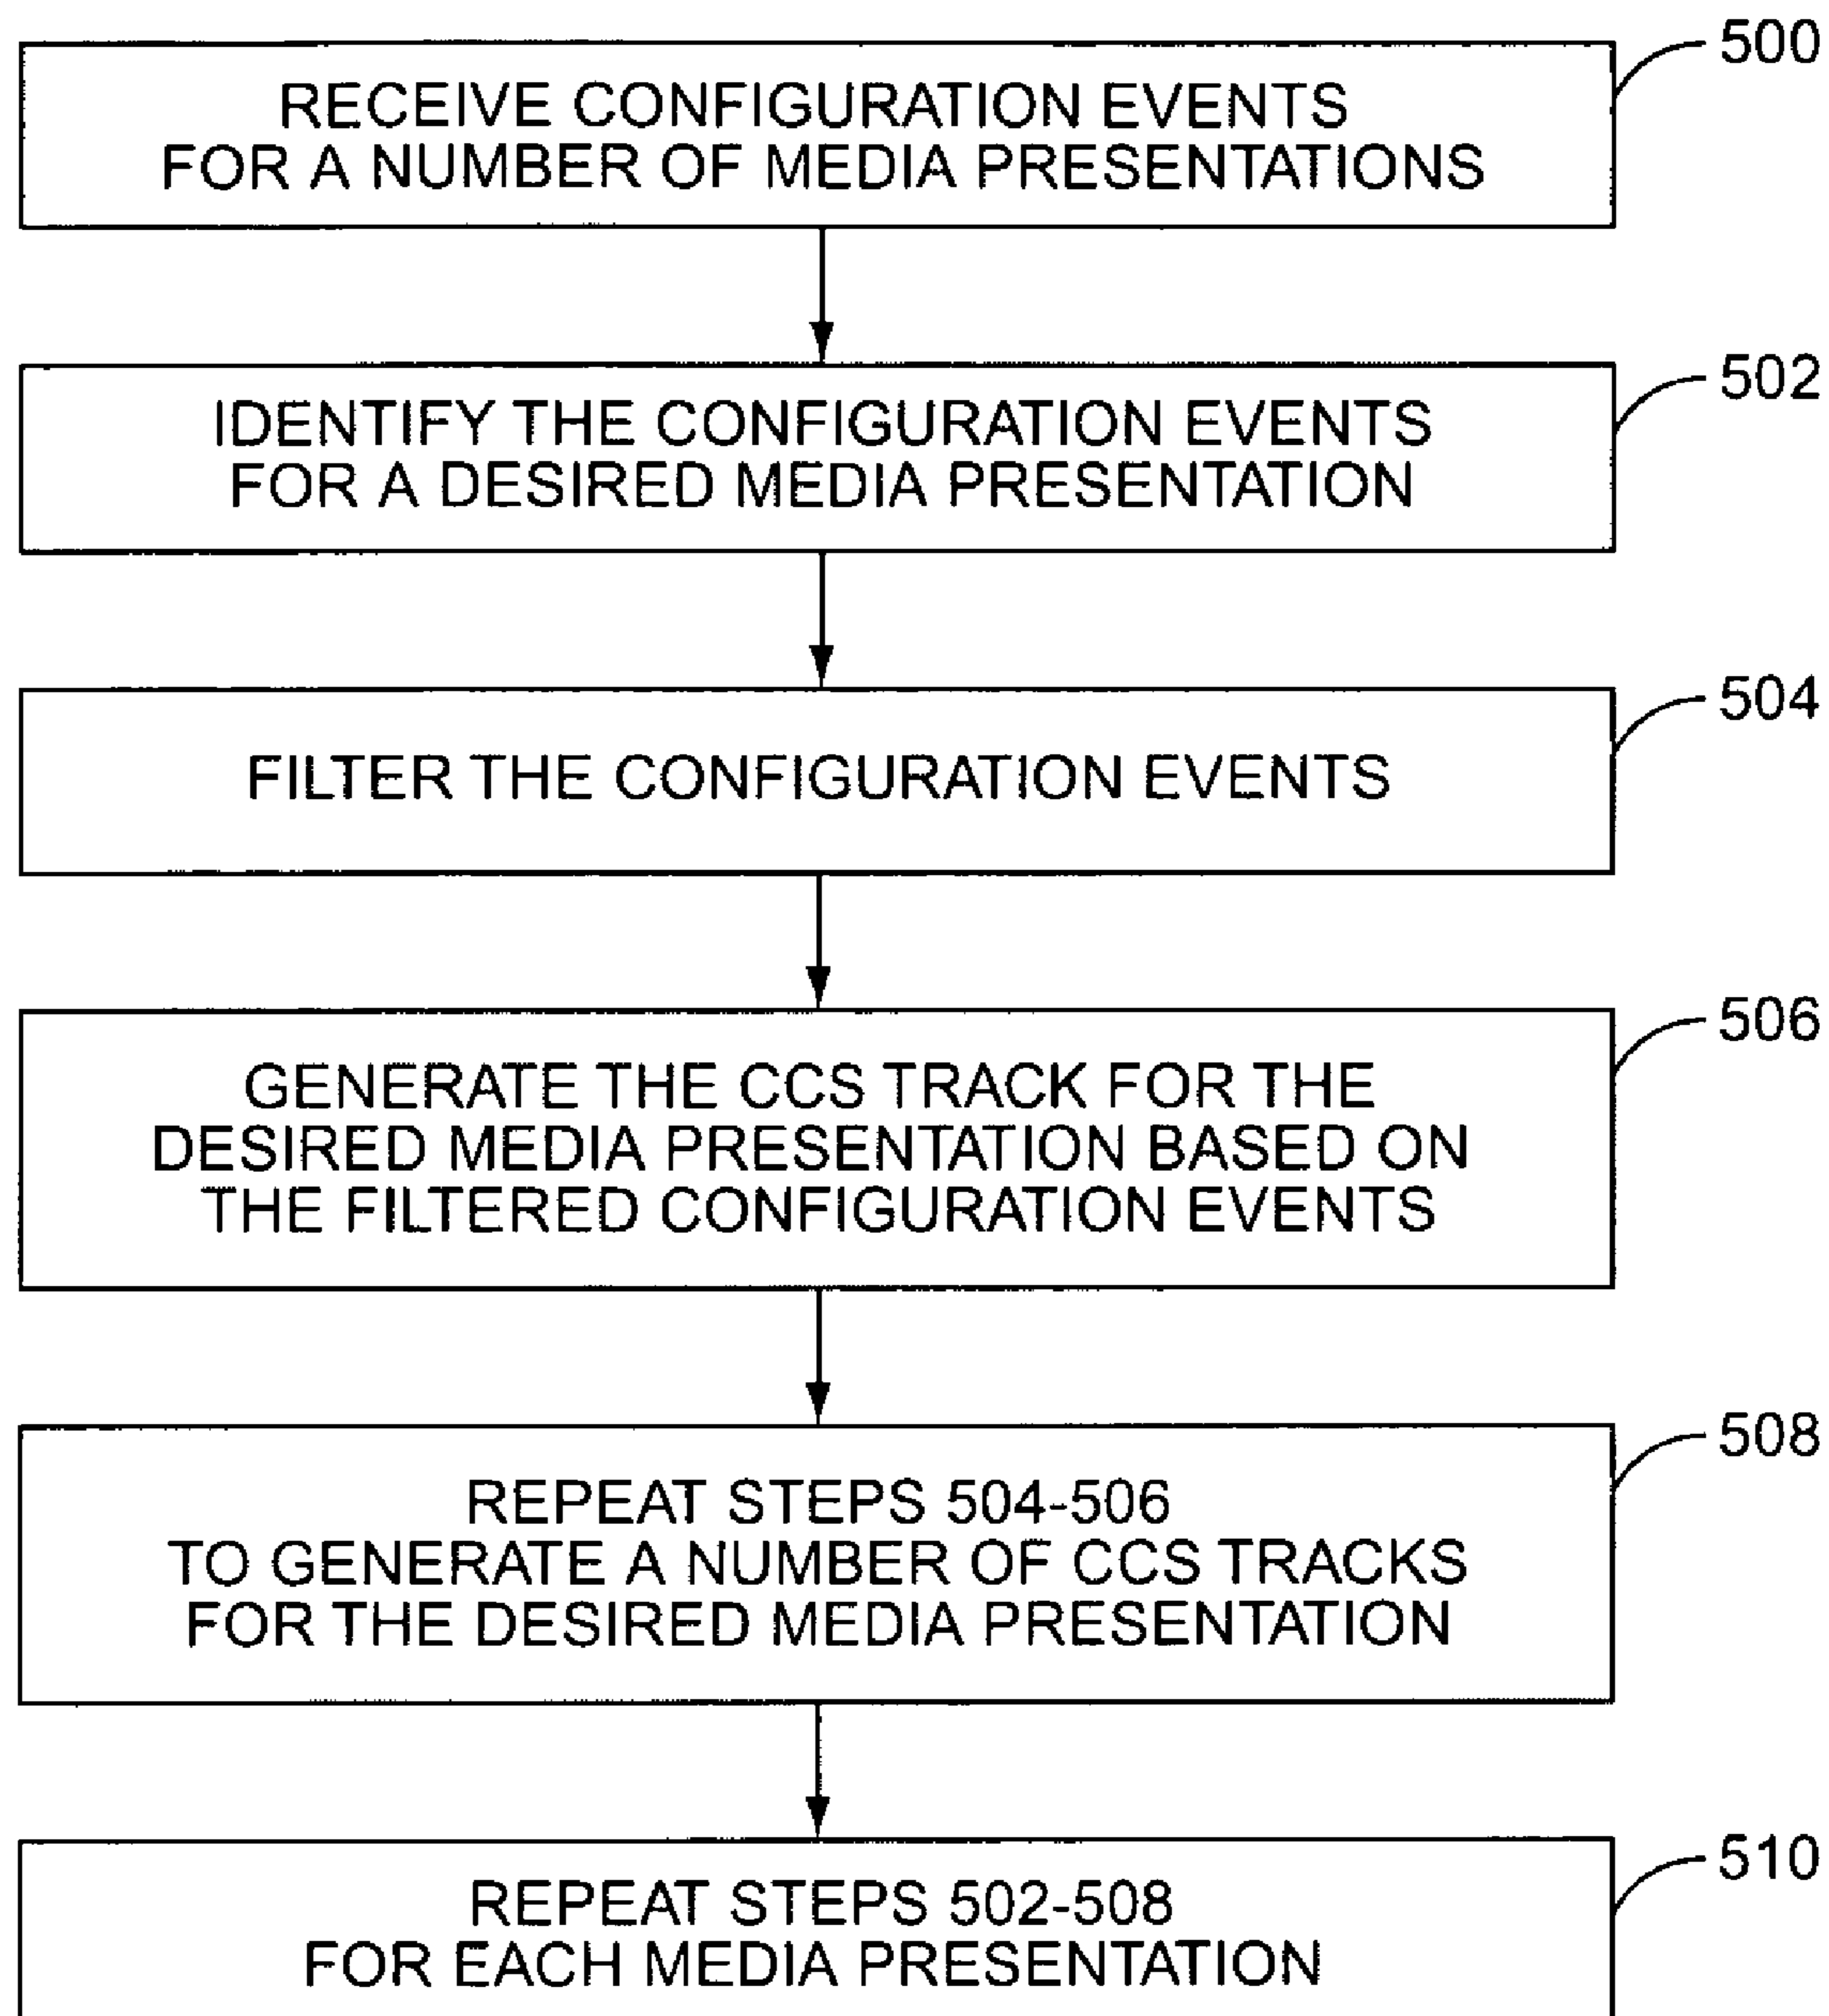 500
RECEIVE CONFIGURATION EVENTS
FOR A NUMBER OF MEDIA PRESENTATIONS
502
IDENTIFY THE CONFIGURATION EVENTS
FOR A DESIRED MEDIA PRESENTATION
504
FILTER THE CONFIGURATION EVENTS
506
GENERATE THE CCS TRACK FOR THE
DESIRED MEDIA PRESENTATION BASED ON
THE FILTERED CONFIGURATION EVENTS
508
REPEAT STEPS 504-506
TO GENERATE A NUMBER OF CCS TRACKS
FOR THE DESIRED MEDIA PRESENTATION
510
REPEAT STEPS 502-508
FOR EACH MEDIA PRESENTATION